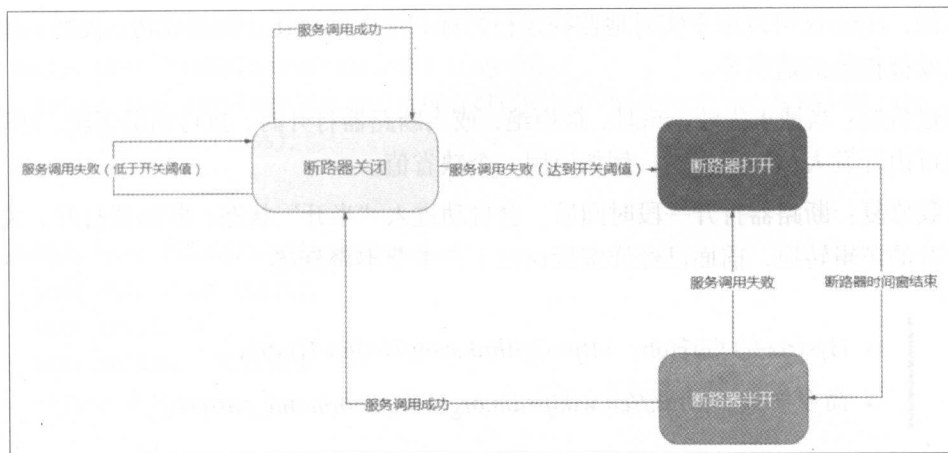 服务调用成功
服务调用失败（低于开关阈值）
断路器关闭
服务调用失败（达到开关阈值）
断路器打开
服务调用失败
断路器时间窗结束
服务调用成功
断路器半开